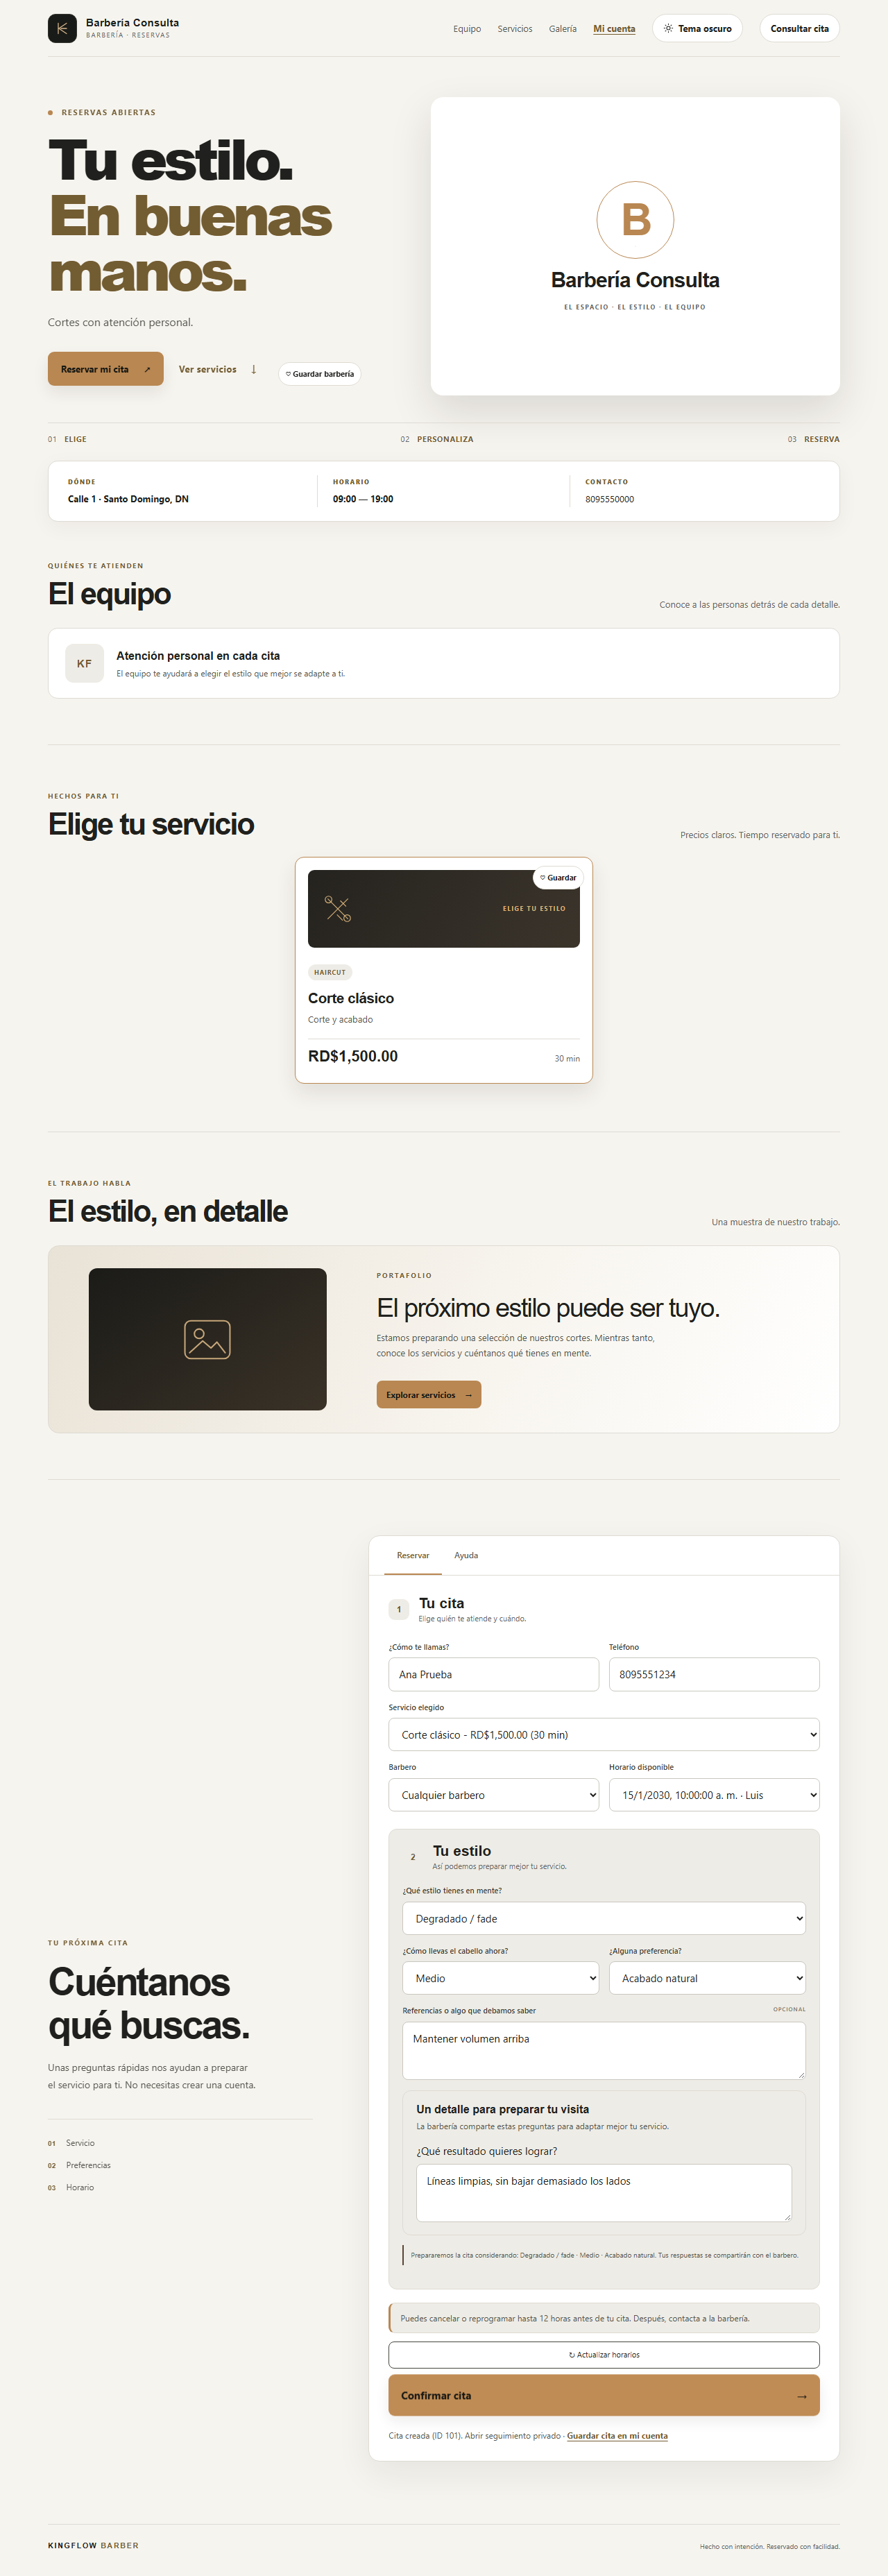 Barbería Consulta
BARBERÍA · RESERVAS
Equipo
Servicios
Galería
Mi cuenta
Tema oscuro
Consultar cita
RESERVAS ABIERTAS
Tu estilo.
En buenas
manos.
Cortes con atención personal.
Reservar mi cita ↗
Ver servicios ↓
♡ Guardar barbería
B
Barbería Consulta
EL ESPACIO · EL ESTILO · EL EQUIPO
01 ELIGE
02 PERSONALIZA
03 RESERVA
DÓNDE
Calle 1 · Santo Domingo, DN
HORARIO
09:00 — 19:00
CONTACTO
8095550000
QUIÉNES TE ATIENDEN
El equipo
Conoce a las personas detrás de cada detalle.
KF
Atención personal en cada cita
El equipo te ayudará a elegir el estilo que mejor se adapte a ti.
HECHOS PARA TI
Elige tu servicio
Precios claros. Tiempo reservado para ti.
♡ Guardar
ELIGE TU ESTILO
HAIRCUT
Corte clásico
Corte y acabado
RD$1,500.00
30 min
EL TRABAJO HABLA
El estilo, en detalle
Una muestra de nuestro trabajo.
PORTAFOLIO
El próximo estilo puede ser tuyo.
Estamos preparando una selección de nuestros cortes. Mientras tanto,
conoce los servicios y cuéntanos qué tienes en mente.
Explorar servicios →
TU PRÓXIMA CITA
Cuéntanos
qué buscas.
Unas preguntas rápidas nos ayudan a preparar
el servicio para ti. No necesitas crear una cuenta.
01 Servicio
02 Preferencias
03 Horario
Reservar
Ayuda
1
Tu cita
Elige quién te atiende y cuándo.
¿Cómo te llamas?
Ana Prueba
Teléfono
8095551234
Servicio elegido
Corte clásico - RD$1,500.00 (30 min)
Barbero
Cualquier barbero
Horario disponible
15/1/2030, 10:00:00 a. m. · Luis
2
Tu estilo
Así podemos preparar mejor tu servicio.
¿Qué estilo tienes en mente?
Degradado / fade
¿Cómo llevas el cabello ahora?
Medio
¿Alguna preferencia?
Acabado natural
Referencias o algo que debamos saber
OPCIONAL
Mantener volumen arriba
Un detalle para preparar tu visita
La barbería comparte estas preguntas para adaptar mejor tu servicio.
¿Qué resultado quieres lograr?
Líneas limpias, sin bajar demasiado los lados
Prepararemos la cita considerando: Degradado / fade · Medio · Acabado natural. Tus respuestas se compartirán con el barbero.
Puedes cancelar o reprogramar hasta 12 horas antes de tu cita. Después, contacta a la barbería.
↻ Actualizar horarios
Confirmar cita →
Cita creada (ID 101). Abrir seguimiento privado · Guardar cita en mi cuenta
KINGFLOW BARBER
Hecho con intención. Reservado con facilidad.